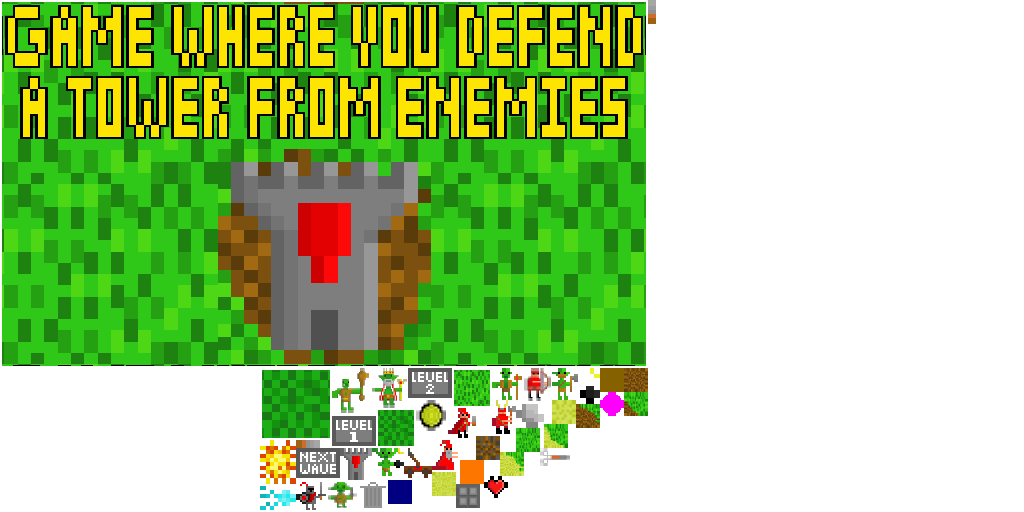 GAME WHERE YOU DEFEND
A TOWER FROM ENEMIES
LEVEL
2
LEVEL
1
NEXT
WAVE